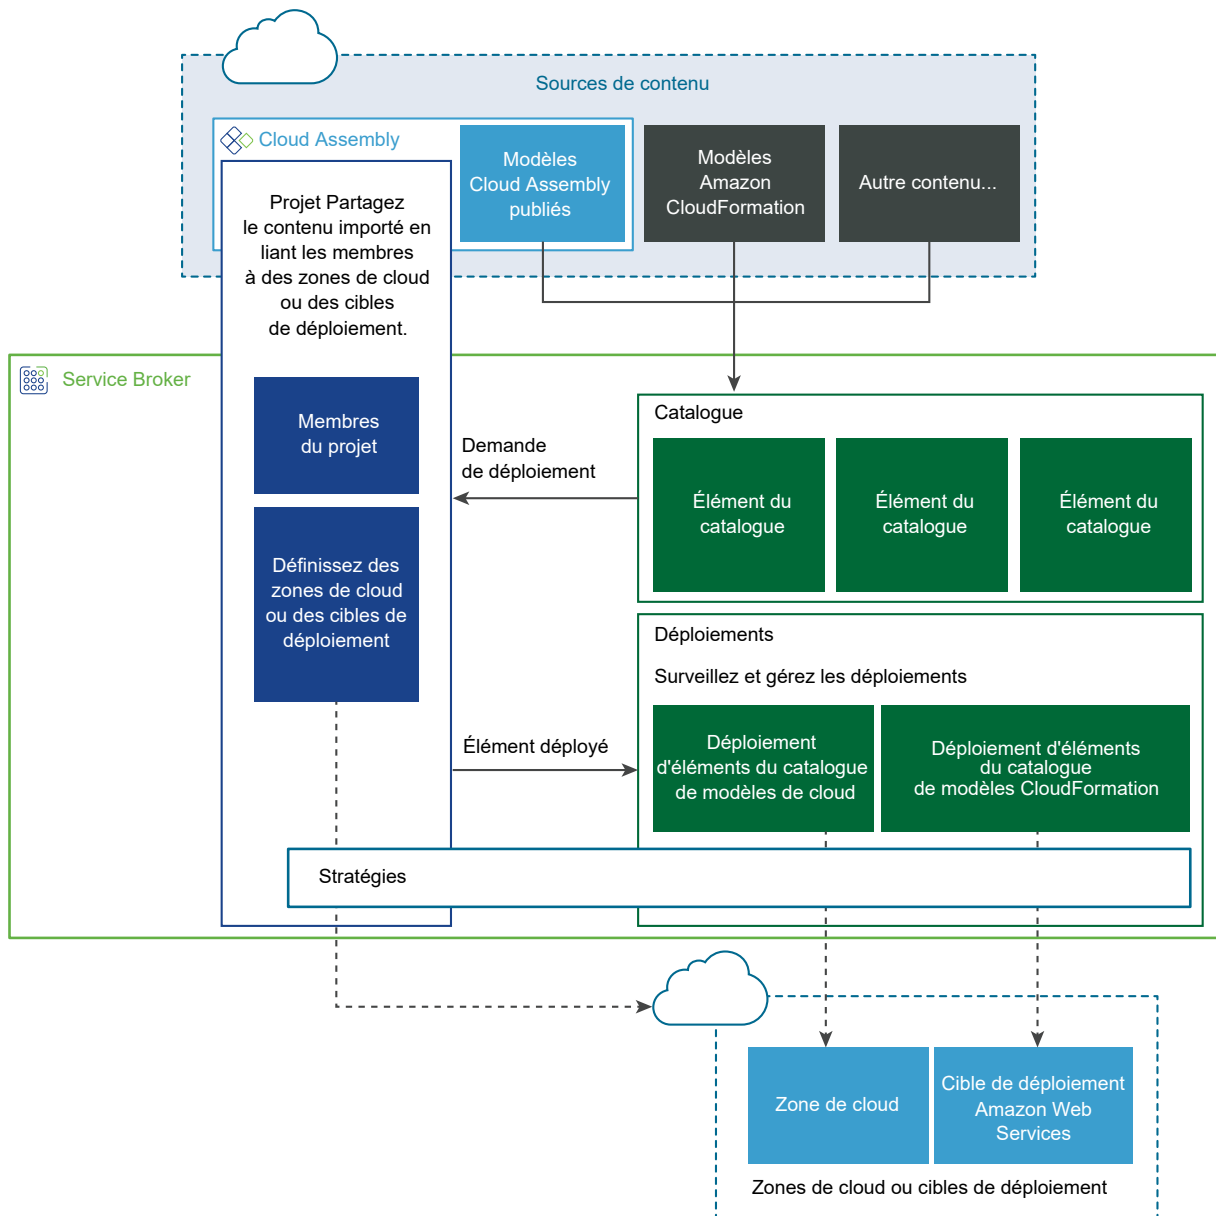 Sources de contenu
Cloud Assembly
Modèles
Cloud Assembly
publiés
Modèles
Amazon
CloudFormation
Autre contenu...
Projet Partagez
le contenu importé en
liant les membres
à des zones de cloud
ou des cibles
de déploiement.
Service Broker
Membres
du projet
Définissez des
zones de cloud
ou des cibles de
déploiement
Demande
de déploiement
Catalogue
Élément du
catalogue
Élément du
catalogue
Élément du
catalogue
Déploiements
Surveillez et gérez les déploiements
Élément déployé
Déploiement
d'éléments du catalogue
de modèles de cloud
Déploiement d'éléments
du catalogue
de modèles CloudFormation
Stratégies
Zone de cloud
Cible de déploiement
Amazon Web
Services
Zones de cloud ou cibles de déploiement